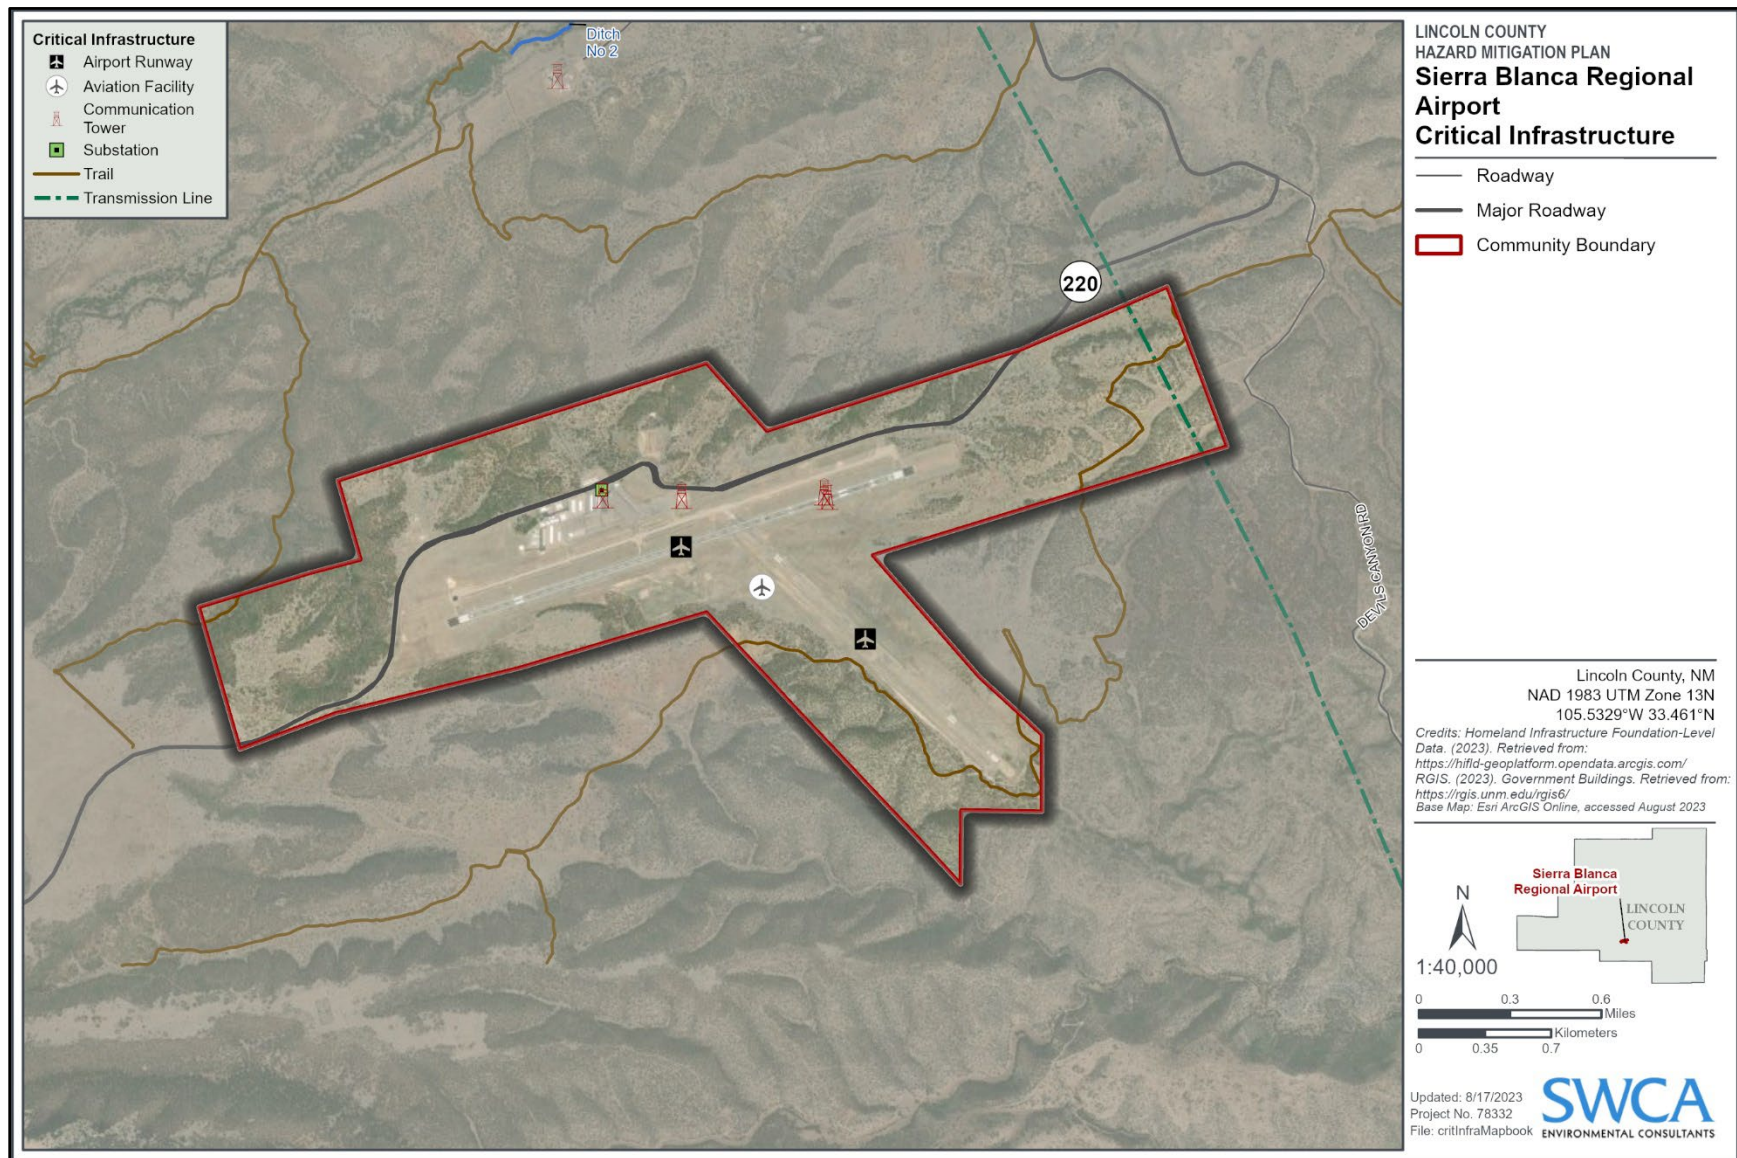 Critical Infrastructure
Airport Runway
Aviation Facility
Communication
Tower
Substation
Trail
Transmission Line
Ditch
No 2
220
DEVILS CANYON RD
LINCOLN COUNTY
HAZARD MITIGATION PLAN
Sierra Blanca Regional
Airport
Critical Infrastructure
Roadway
Major Roadway
Community Boundary
Lincoln County, NM
NAD 1983 UTM Zone 13N
105.5329°W 33.461°N
Credits: Homeland Infrastructure Foundation-Level
Data. (2023). Retrieved from:
https://hifld-geoplatform.opendata.arcgis.com/
RGIS. (2023). Government Buildings. Retrieved from:
https://rgis.unm.edu/rgis6/
Base Map: Esri ArcGIS Online, accessed August 2023
Sierra Blanca
Regional Airport
LINCOLN
COUNTY
N
1:40,000
0 0.3 0.6
Miles
Kilometers
0 0.35 0.7
Updated: 8/17/2023
Project No. 78332
File: critInfraMapbook
SWCA
ENVIRONMENTAL CONSULTANTS